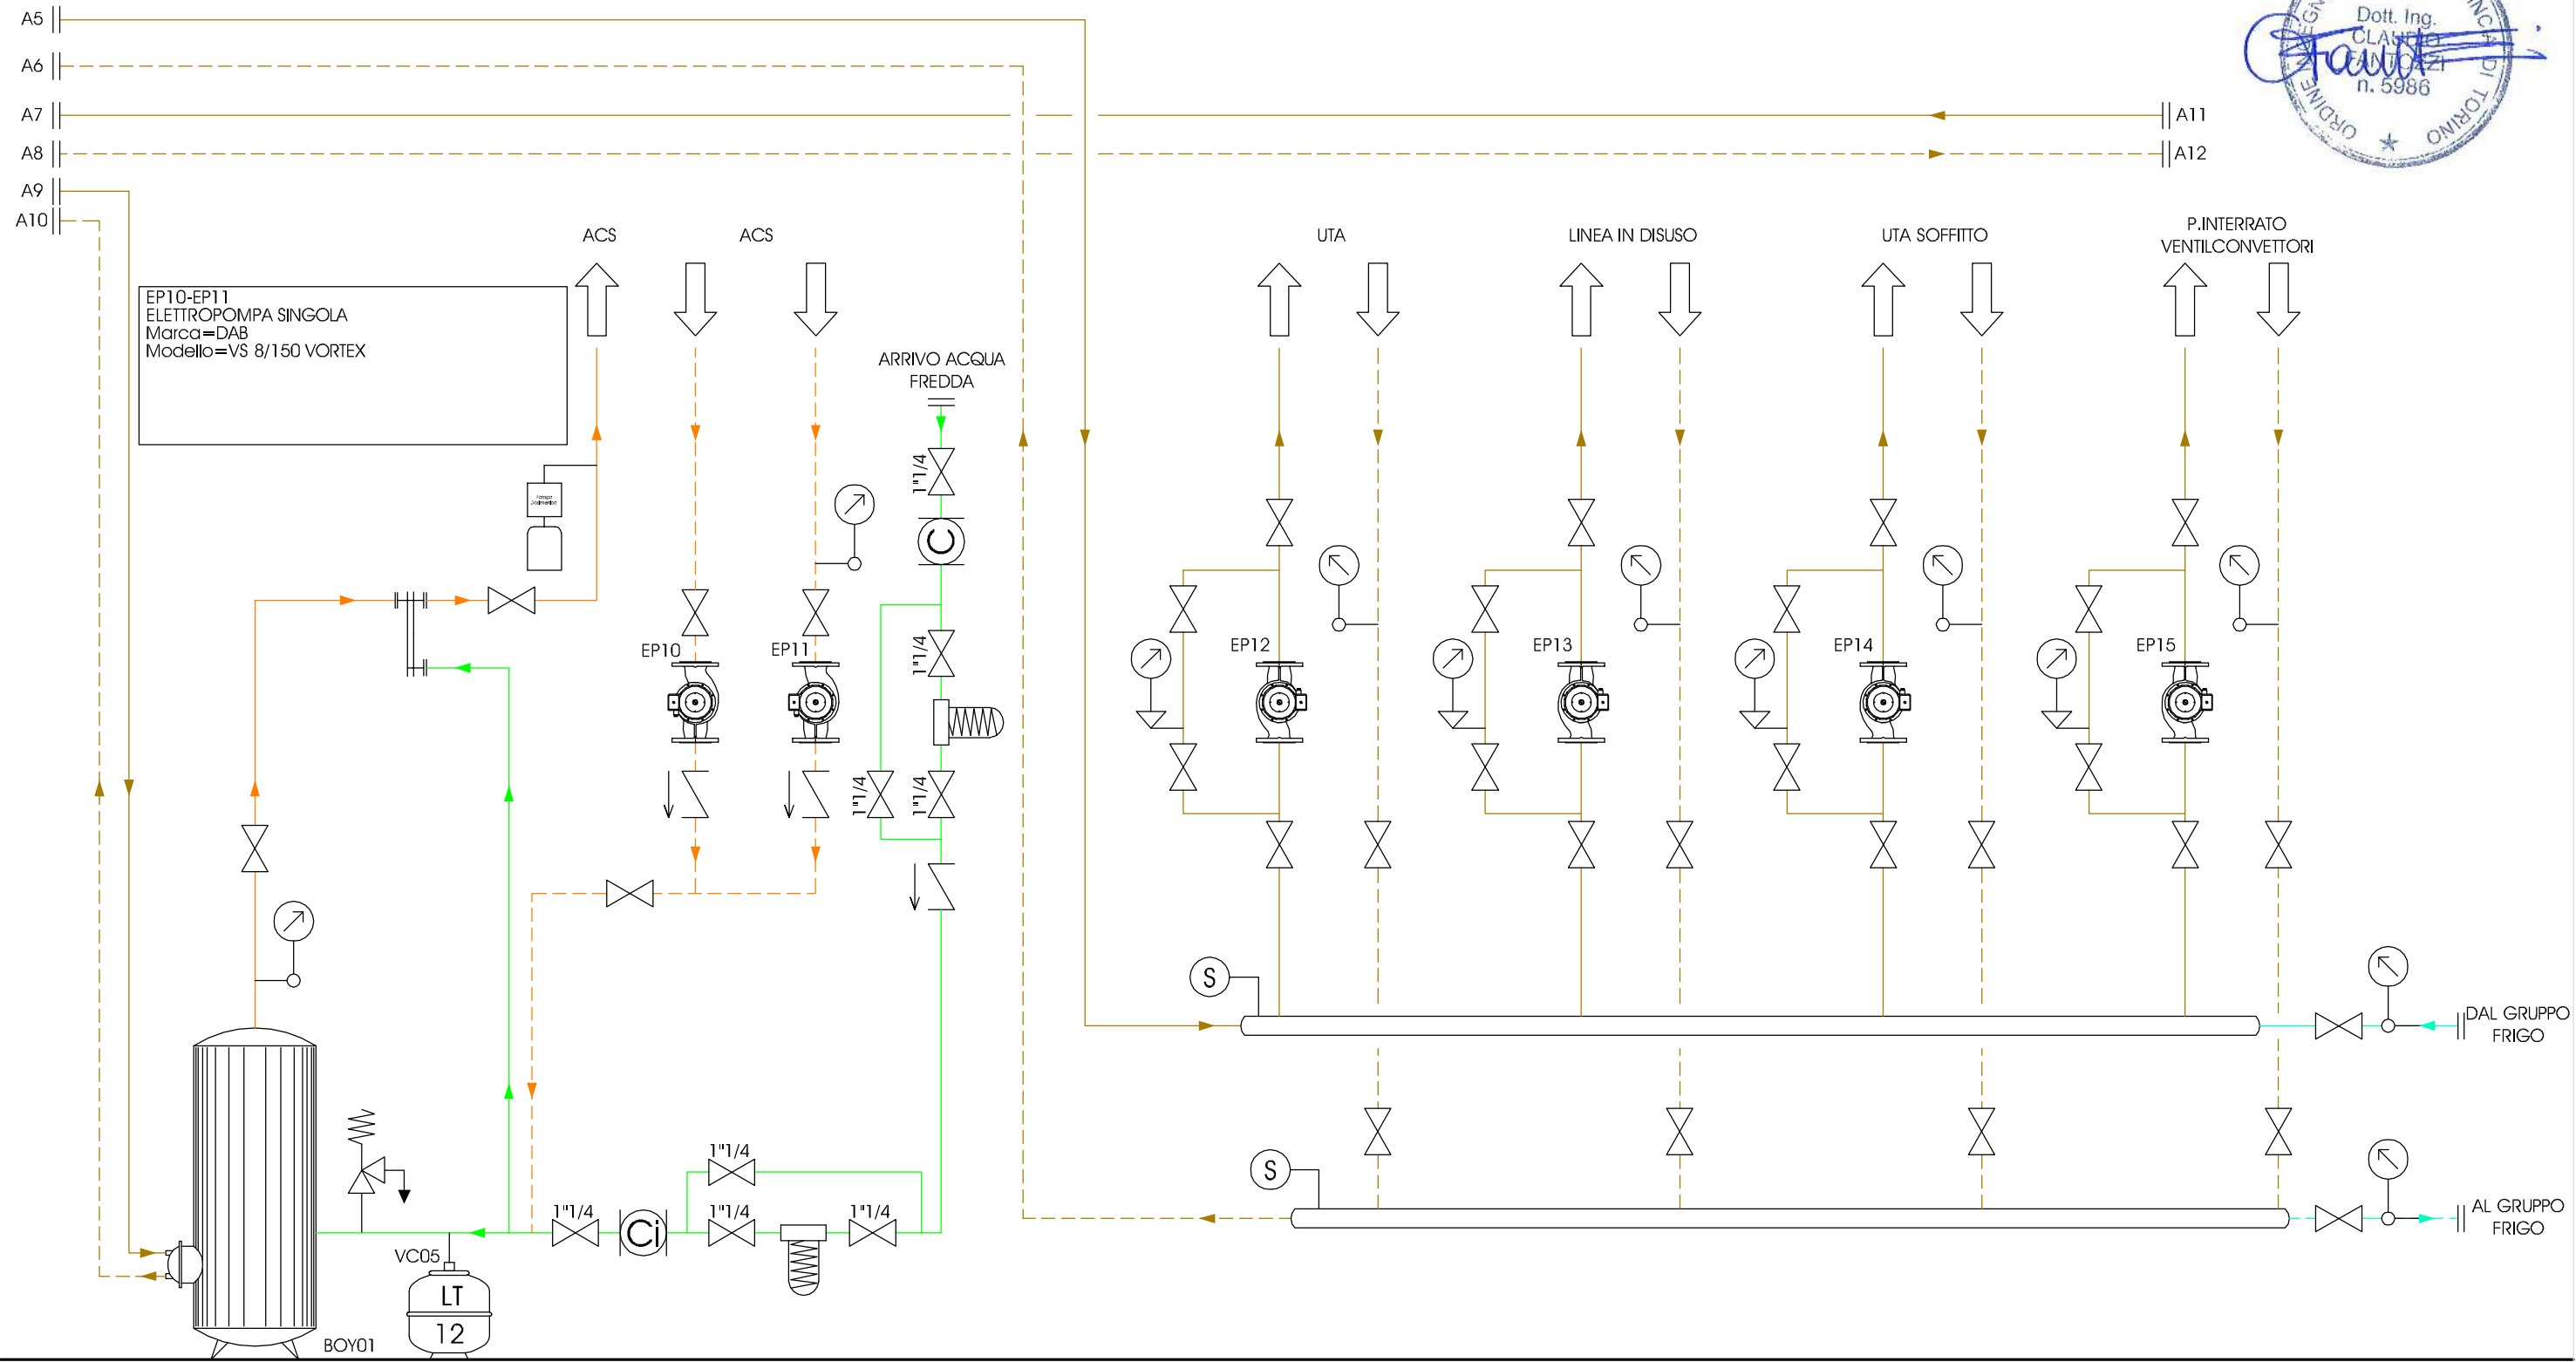 A5
A6
A7
A8
A9
A10
A11
A12
Dott. Ing.
CLAUDIO
FANTOZZI
n. 5986
TORINO
ACS
ACS
UTA
LINEA IN DISUSO
UTA SOFFITTO
P.INTERRATO
VENTILCONVETTORI
EP10-EP11
ELETTROPOMPA SINGOLA
Marca=DAB
Modello=VS 8/150 VORTEX
ARRIVO ACQUA
FREDDA
1"1/4
C
1"1/4
EP10
EP11
EP12
EP13
EP14
EP15
1"1/4
1"1/4
S
DAL GRUPPO
FRIGO
1"1/4
S
1"1/4
Ci
1"1/4
1"1/4
AL GRUPPO
FRIGO
VC05
LT
12
BOY01